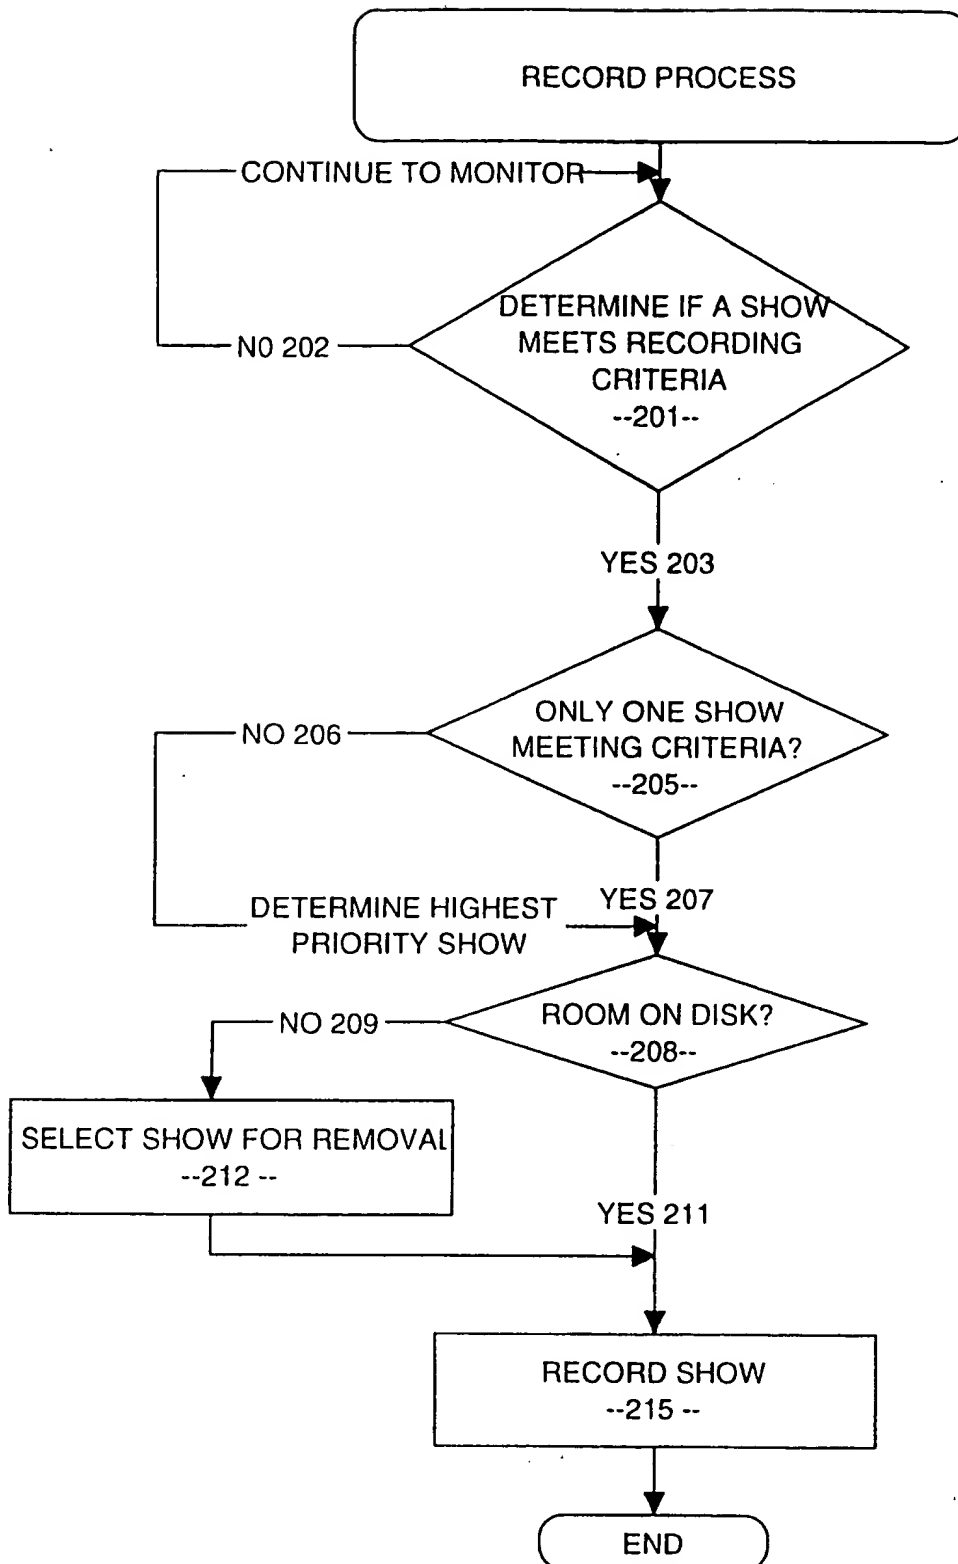 RECORD PROCESS
CONTINUE TO MONITOR
DETERMINE IF A SHOW
MEETS RECORDING
CRITERIA
--201--
N0 202
YES 203
ONLY ONE SHOW
MEETING CRITERIA?
--205--
NO 206
YES 207
DETERMINE HIGHEST
PRIORITY SHOW
ROOM ON DISK?
--208--
NO 209
SELECT SHOW FOR REMOVAL
--212 --
YES 211
RECORD SHOW
--215 --
END